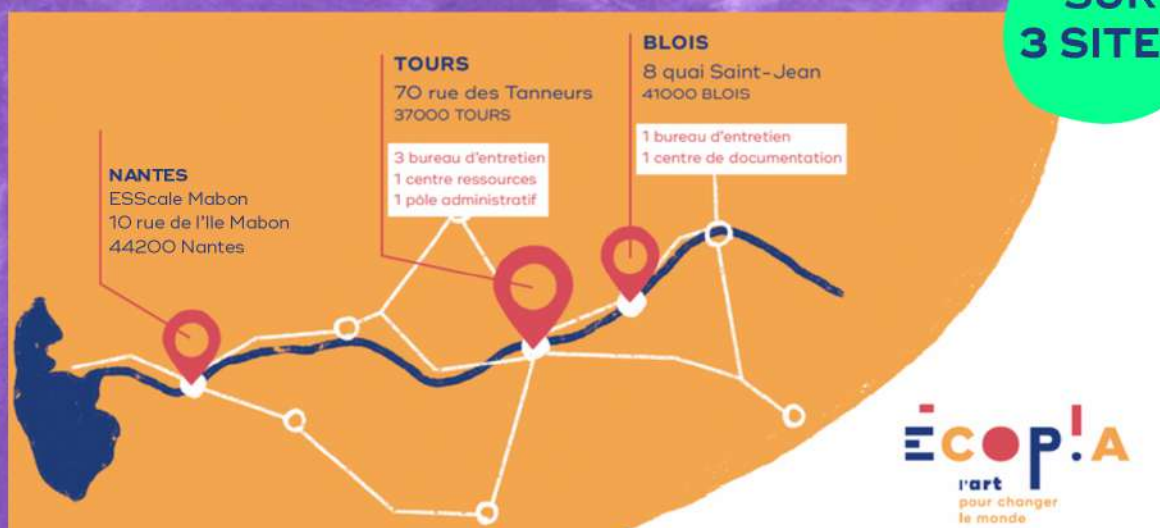 SUR
3 SITE
NANTES
ESScale Mabon
10 rue de l'Ile Mabon
44200 Nantes
TOURS
70 rue des Tanneurs
37000 TOURS
3 bureau d'entretien
1 centre ressources
1 pôle administratif
BLOIS
8 quai Saint-Jean
41000 BLOIS
1 bureau d'entretien
1 centre de documentation
ÉCOP!A
l'art
pour changer
le monde